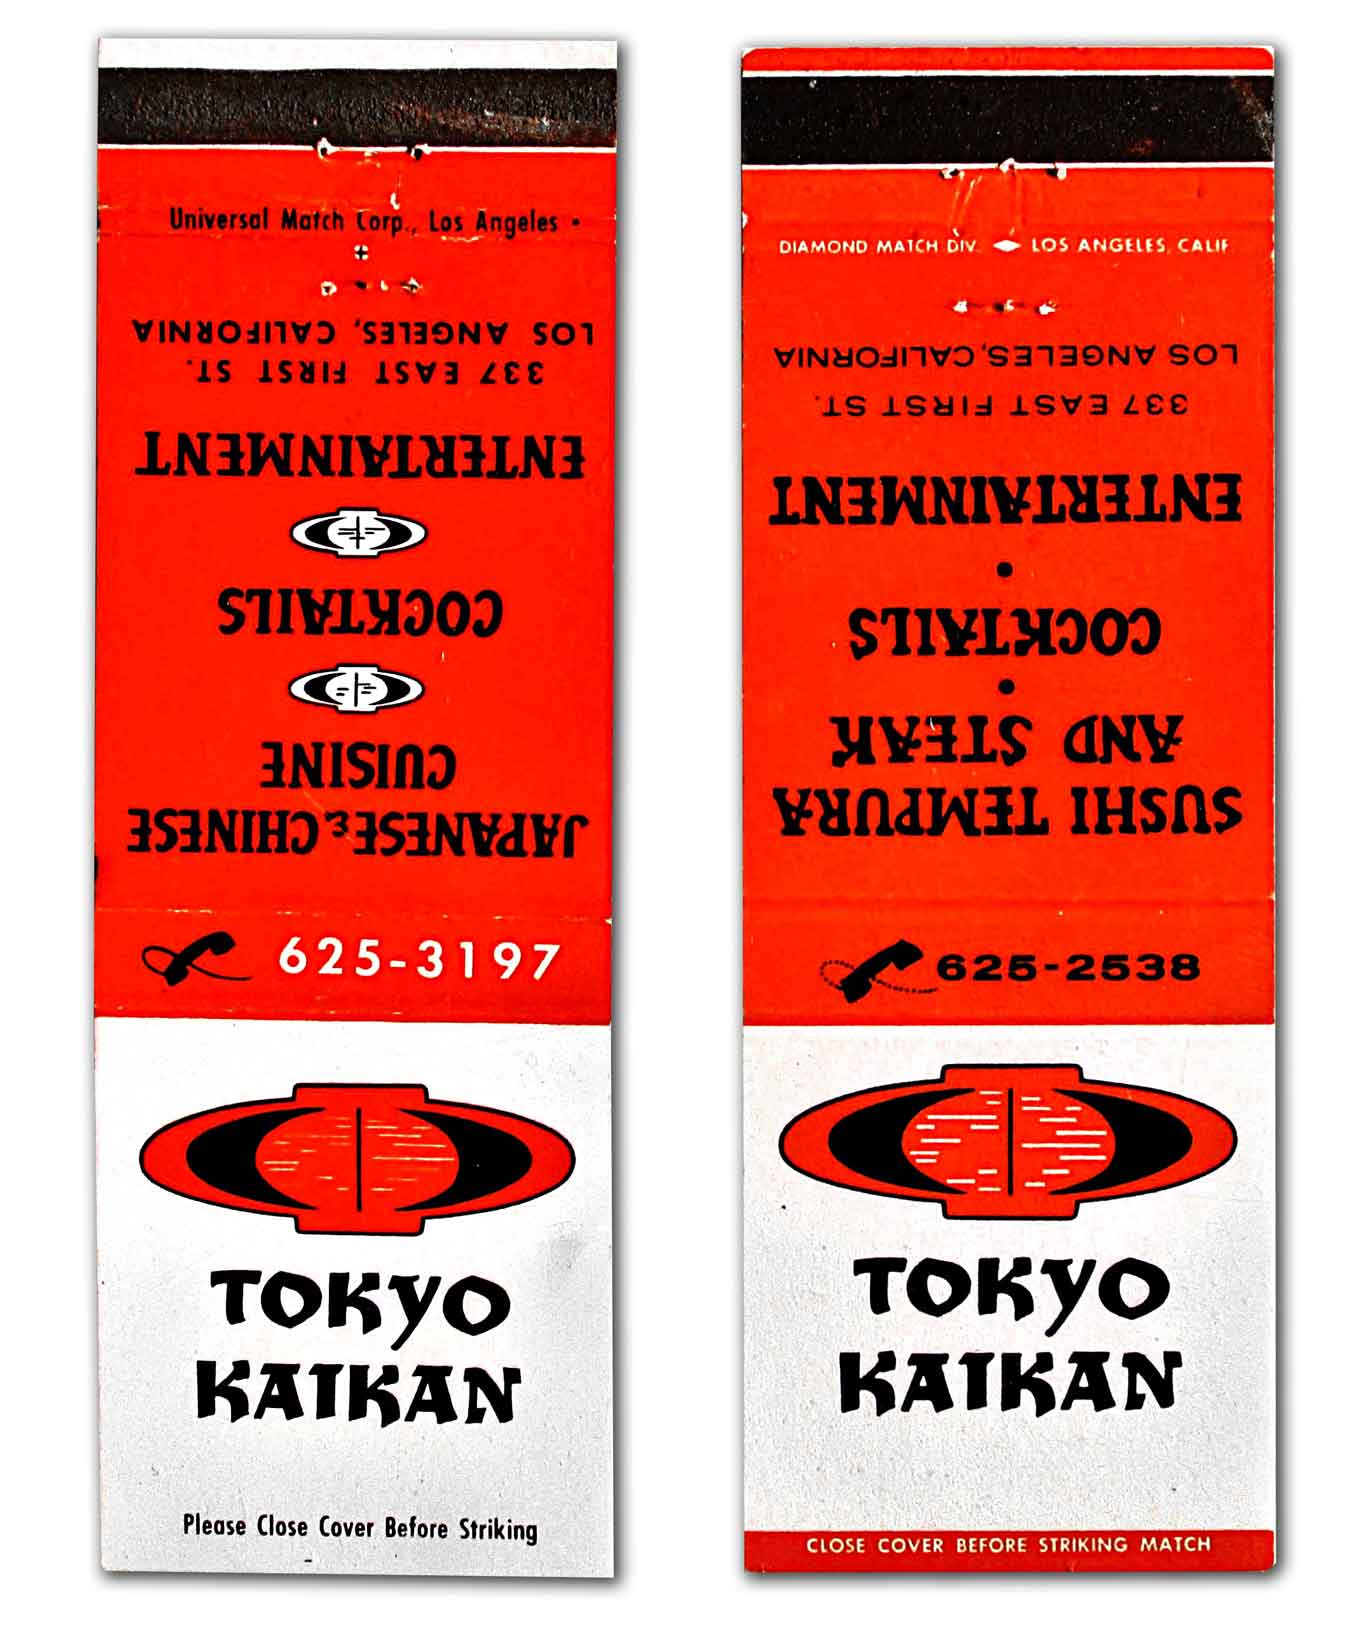 Universal Match Corp., Los Angeles
JAPANESE & CHINESE
CUISINE
COCKTAILS
ENTERTAINMENT
337 EAST FIRST ST.
LOS ANGELES, CALIFORNIA
625-3197
TOKYO
KAIKAN
Please Close Cover Before Striking
DIAMOND MATCH DIV. LOS ANGELES, CALIF
SUSHI TEMPURA
AND STEAK
•
COCKTAILS
•
ENTERTAINMENT
337 EAST FIRST ST.
LOS ANGELES, CALIFORNIA
625-2538
TOKYO
KAIKAN
CLOSE COVER BEFORE STRIKING MATCH